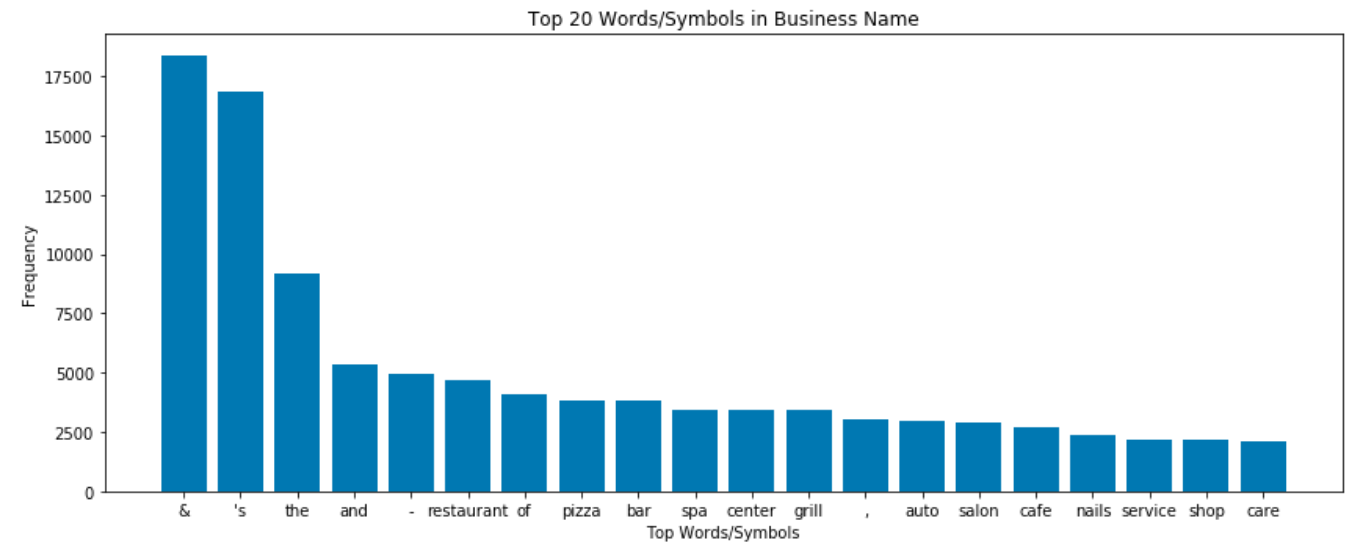 Top 20 Words/Symbols in Business Name
17500
15000
12500
10000
7500
5000
2500
0
Frequency
& 's the and - restaurant of pizza bar spa center grill , auto salon cafe nails service shop care
Top Words/Symbols